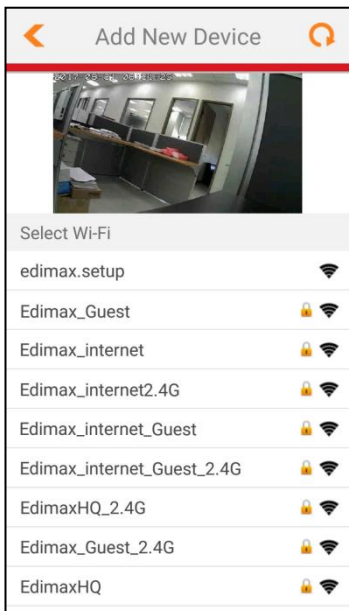 Add New Device
Select Wi-Fi
edimax.setup
Edimax_Guest
Edimax_internet
Edimax_internet2.4G
Edimax_internet_Guest
Edimax_internet_Guest_2.4G
EdimaxHQ_2.4G
Edimax_Guest_2.4G
EdimaxHQ